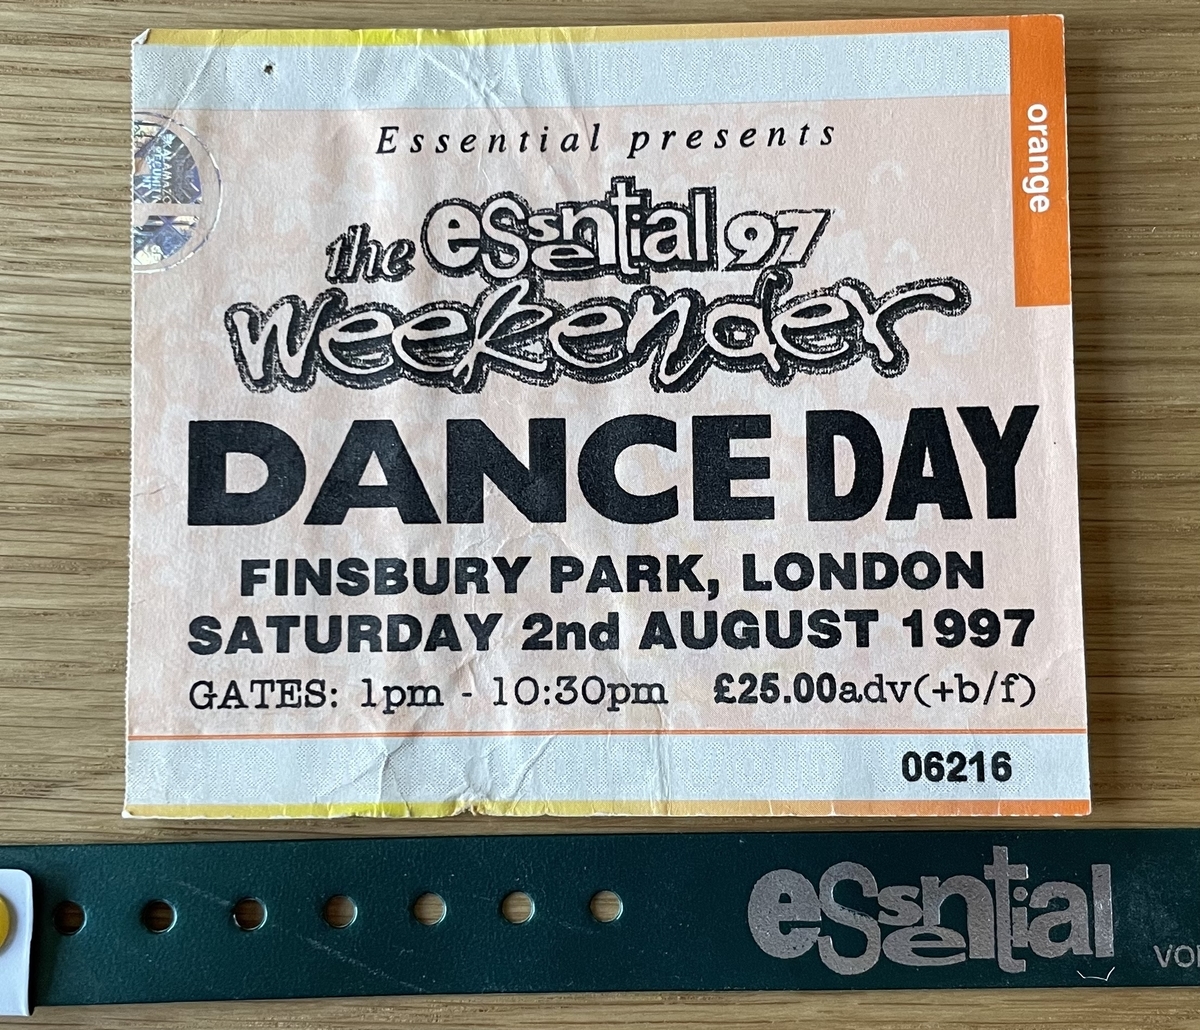 Essential presents
orange
the essential 97
weekender
DANCE DAY
FINSBURY PARK, LONDON
SATURDAY 2nd AUGUST 1997
GATES: 1pm - 10:30pm £25.00adv(+b/f)
06216
essential